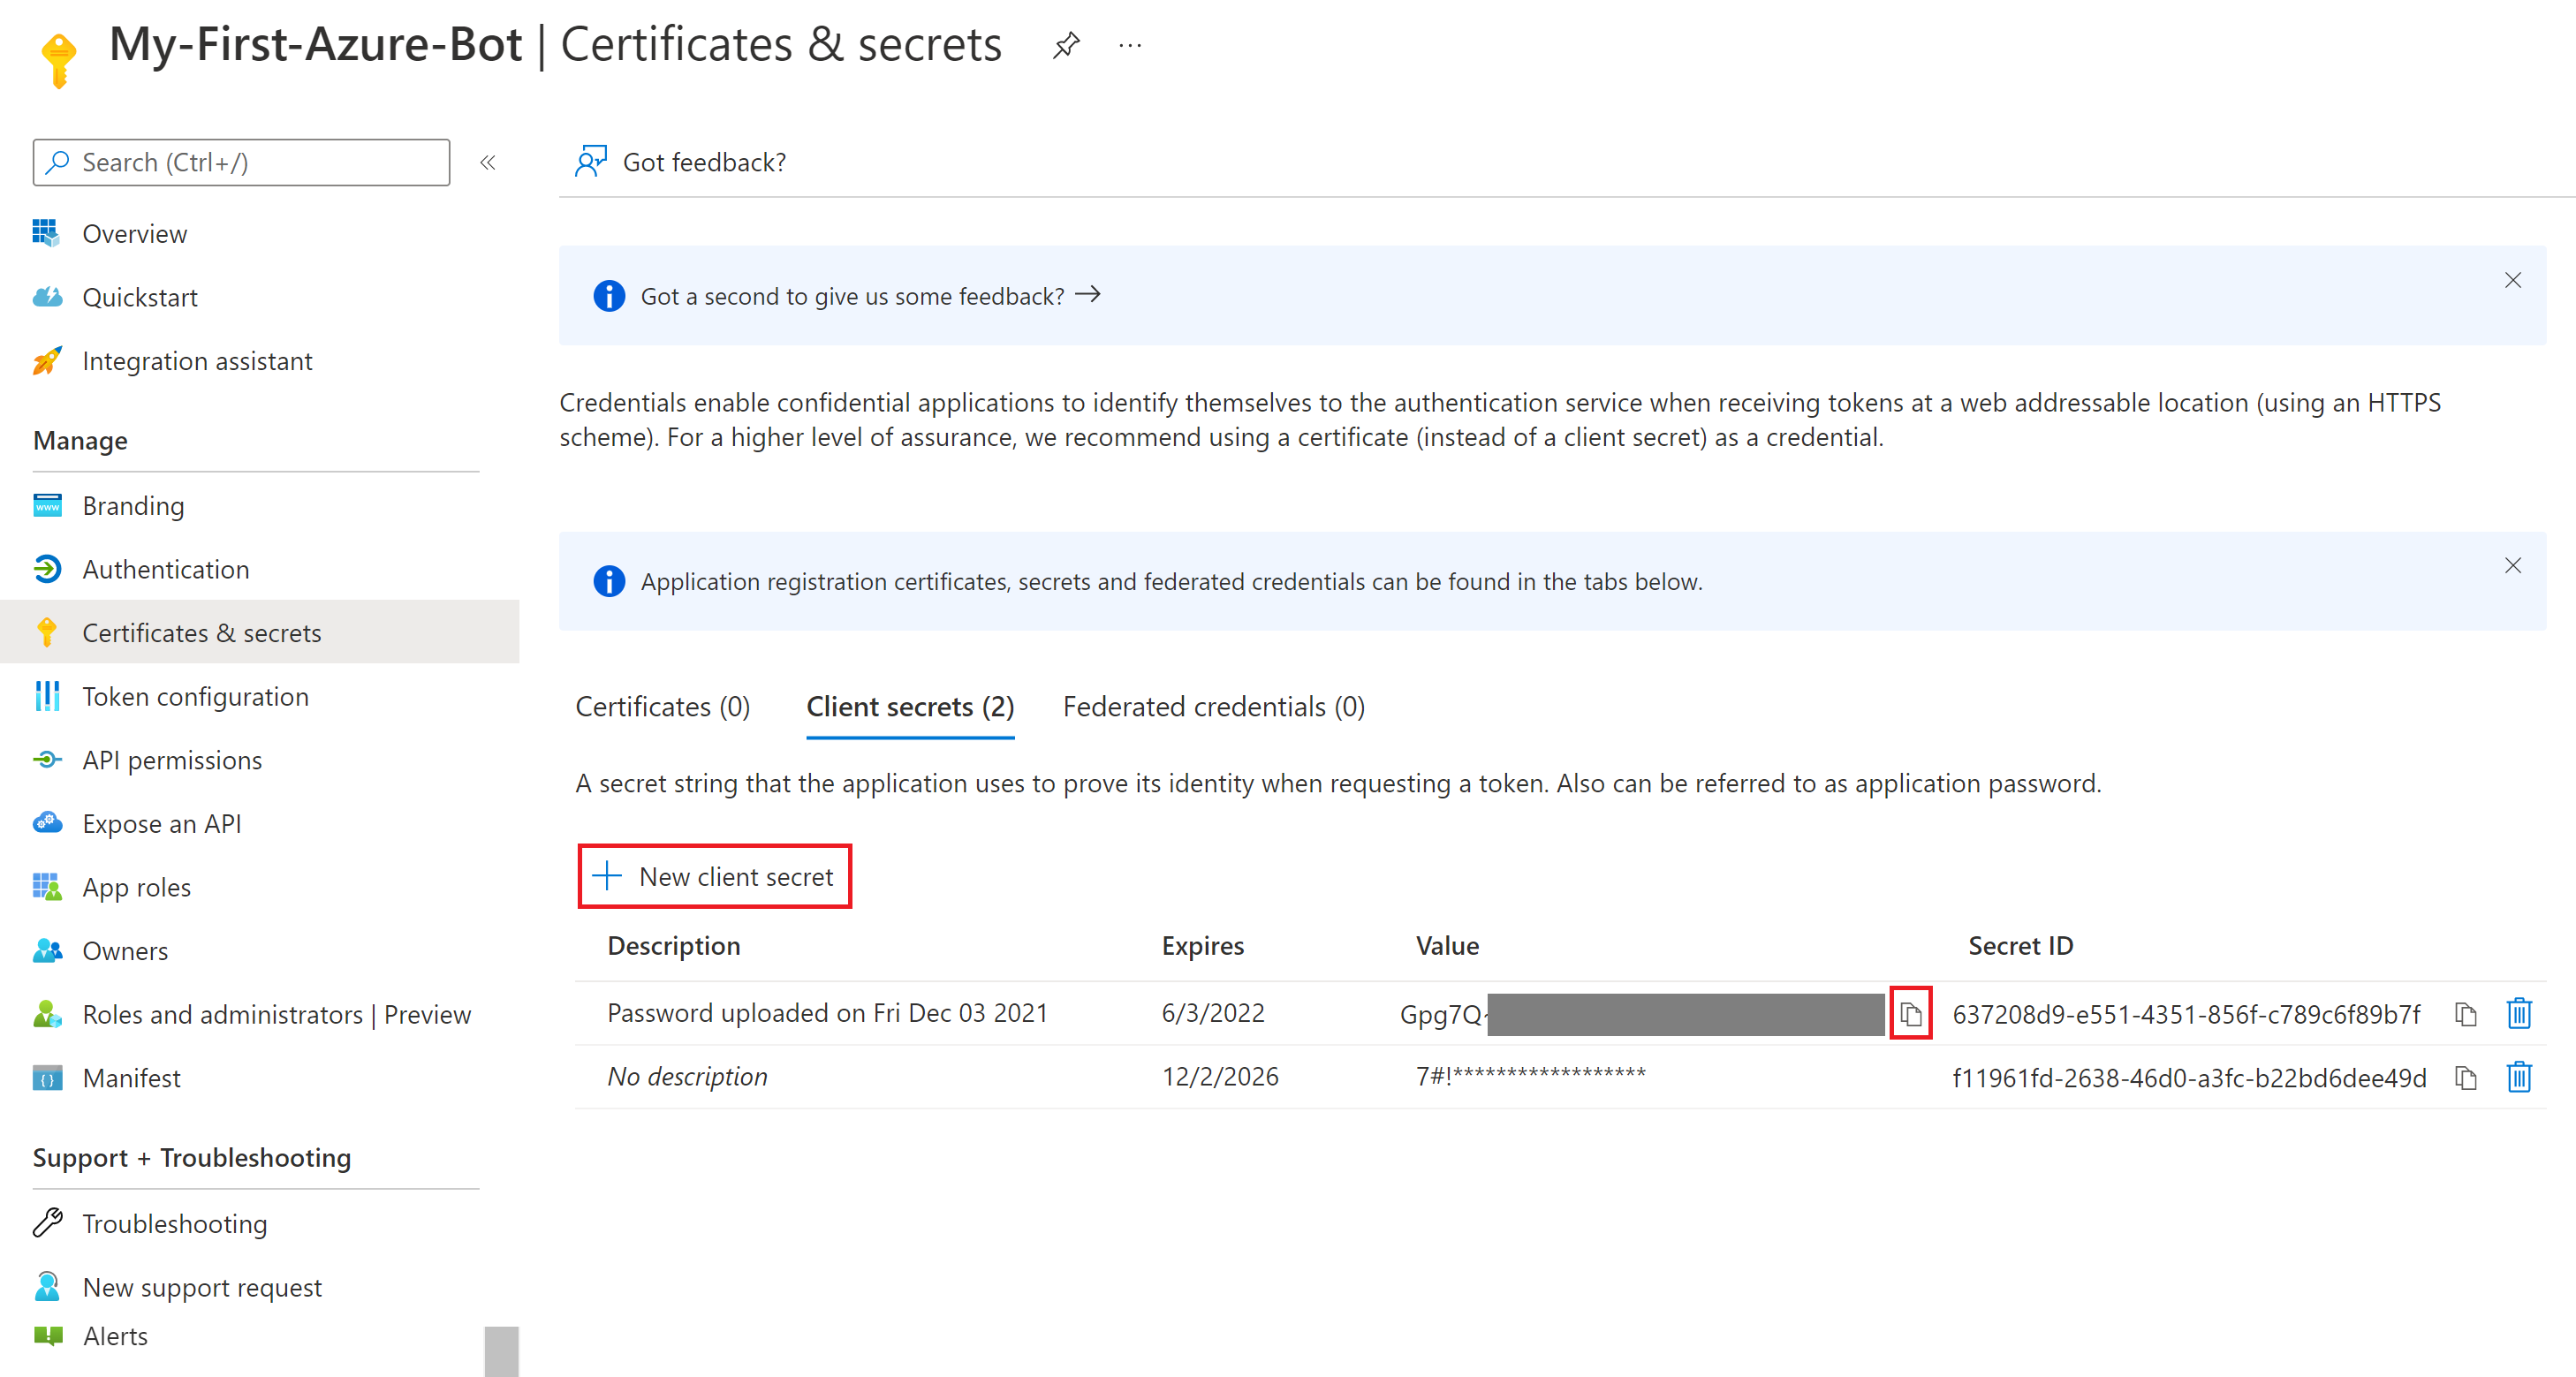 My-First-Azure-Bot | Certificates & secrets
Search (Ctrl+/)
Overview
Quickstart
Integration assistant
Manage
Branding
Authentication
Certificates & secrets
Token configuration
API permissions
Expose an API
App roles
Owners
Roles and administrators | Preview
Manifest
Support + Troubleshooting
Troubleshooting
New support request
Alerts
Got feedback?
Got a second to give us some feedback? →
Credentials enable confidential applications to identify themselves to the authentication service when receiving tokens at a web addressable location (using an HTTPS
scheme). For a higher level of assurance, we recommend using a certificate (instead of a client secret) as a credential.
Application registration certificates, secrets and federated credentials can be found in the tabs below.
Certificates (0) Client secrets (2) Federated credentials (0)
A secret string that the application uses to prove its identity when requesting a token. Also can be referred to as application password.
New client secret
Description Expires Value Secret ID
Password uploaded on Fri Dec 03 2021 6/3/2022 Gpg7Q~ 637208d9-e551-4351-856f-c789c6f89b7f
No description 12/2/2026 7#!****************** f11961fd-2638-46d0-a3fc-b22bd6dee49d